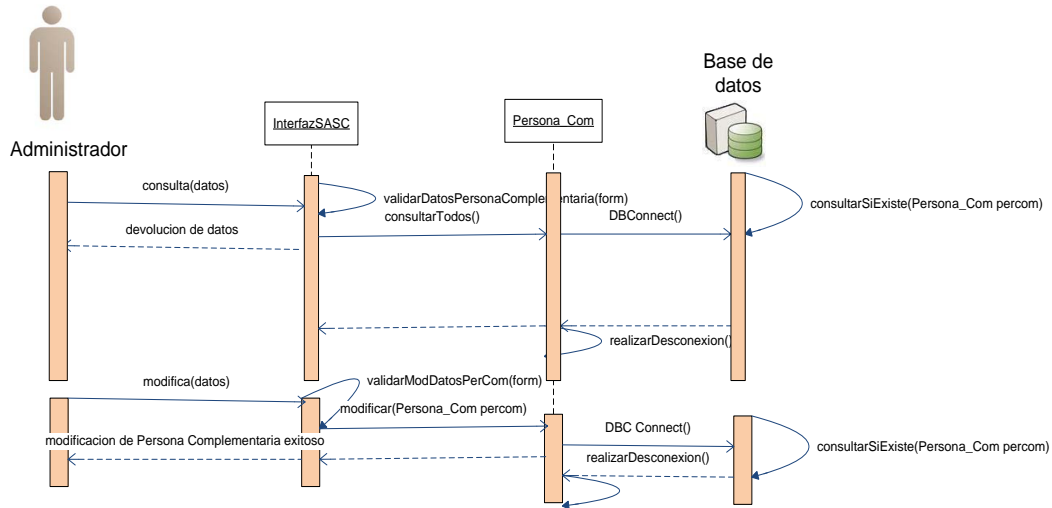 Base de
datos
InterfazSASC
Persona_Com
Administrador
consulta(datos)
validarDatosPersonaComplementaria(form)
consultarTodos()
DBConnect()
consultarSiExiste(Persona_Com percom)
devolucion de datos
realizarDesconexion()
modifica(datos)
validarModDatosPerCom(form)
modificar(Persona_Com percom)
DBC Connect()
modificacion de Persona Complementaria exitoso
realizarDesconexion()
consultarSiExiste(Persona_Com percom)